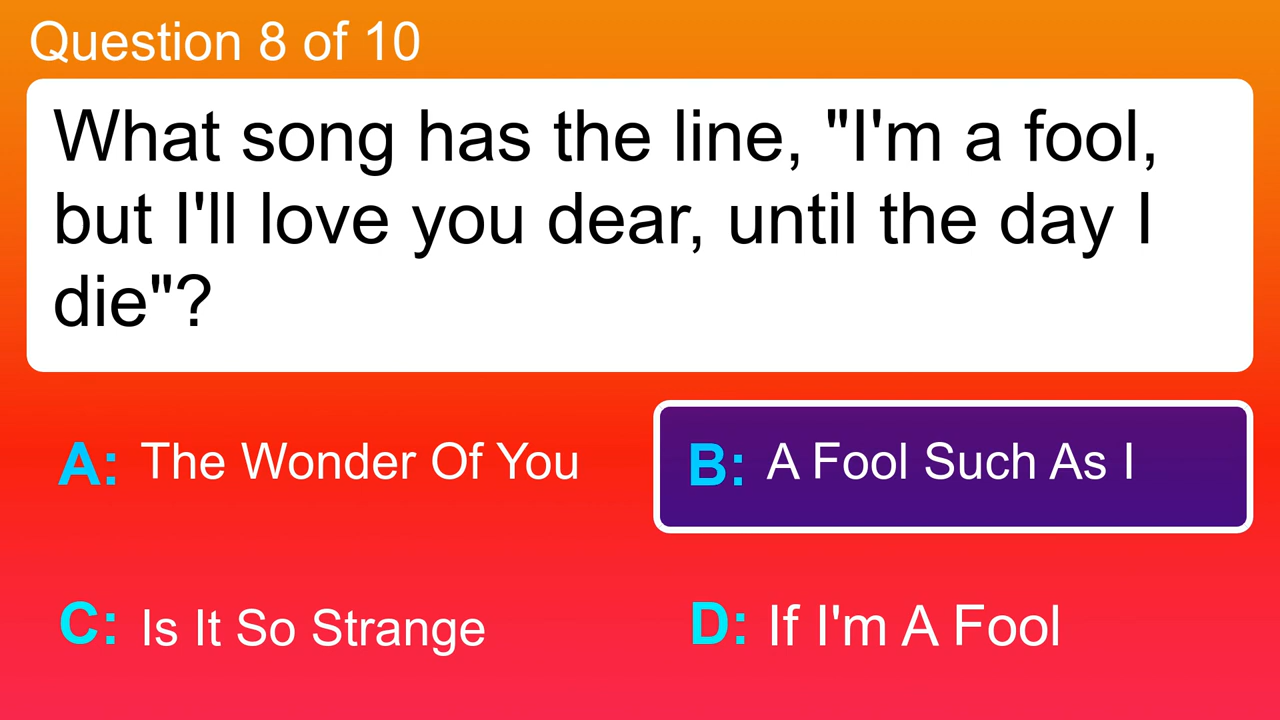 Question 8 of 10
What song has the line, "I'm a fool,
but I'll love you dear, until the day I
die"?
A: The Wonder Of You
B: A Fool Such As I
C: Is It So Strange
D: If I'm A Fool